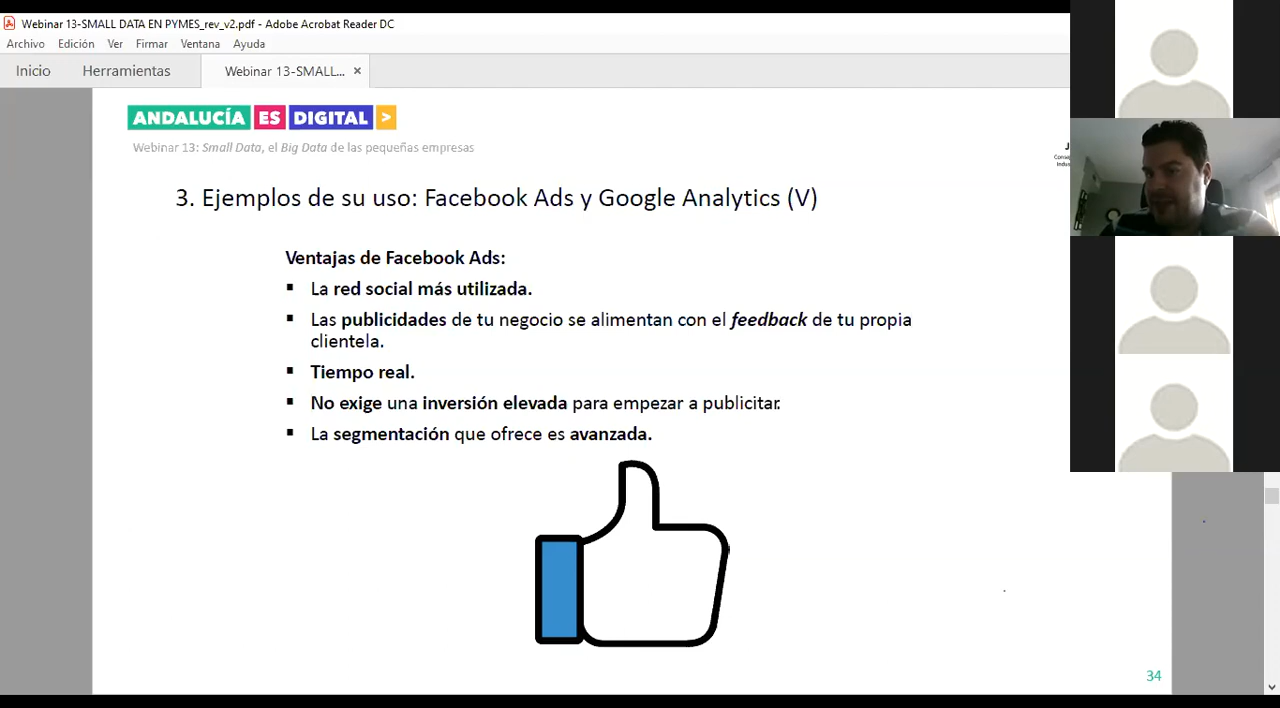 Webinar 13-SMALL DATA EN PYMES_rev_v2.pdf - Adobe Acrobat Reader DC
Archivo Edición Ver Firmar Ventana Ayuda
Inicio Herramientas Webinar 13-SMALL... ×
ANDALUCÍA ES DIGITAL >
Webinar 13: Small Data, el Big Data de las pequeñas empresas
3. Ejemplos de su uso: Facebook Ads y Google Analytics (V)
Ventajas de Facebook Ads:
▪ La red social más utilizada.
▪ Las publicidades de tu negocio se alimentan con el feedback de tu propia
clientela.
▪ Tiempo real.
▪ No exige una inversión elevada para empezar a publicitar.
▪ La segmentación que ofrece es avanzada.
34